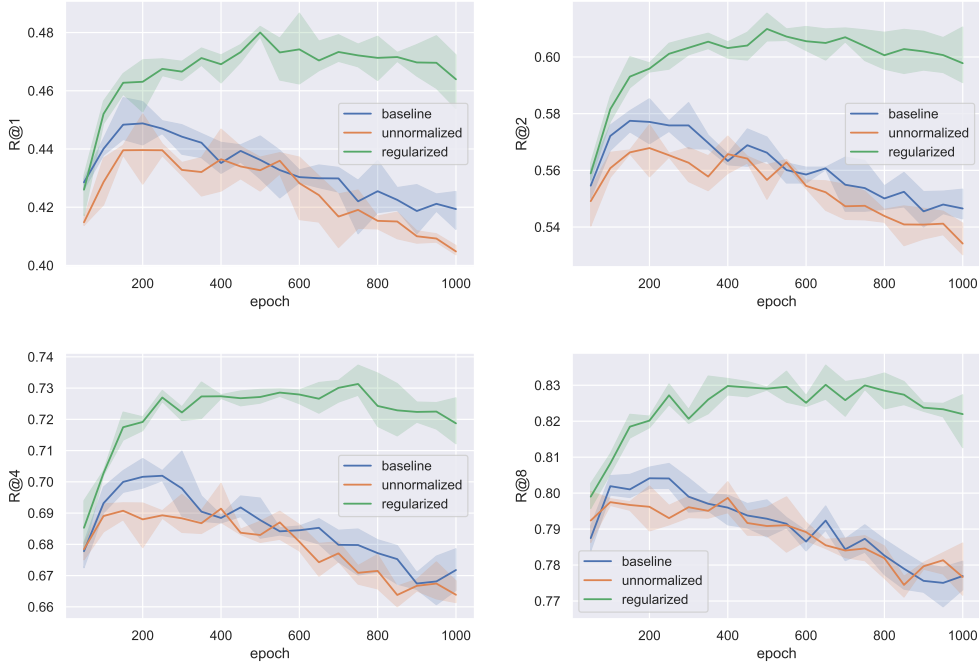 0.48
0.46
0.44
0.42
0.40
R@1
200 400 600 800 1000
epoch
baseline
unnormalized
regularized
0.60
0.58
0.56
0.54
R@2
200 400 600 800 1000
epoch
baseline
unnormalized
regularized
0.74
0.73
0.72
0.71
0.70
0.69
0.68
0.67
0.66
R@4
200 400 600 800 1000
epoch
baseline
unnormalized
regularized
0.83
0.82
0.81
0.80
0.79
0.78
0.77
R@8
200 400 600 800 1000
epoch
baseline
unnormalized
regularized